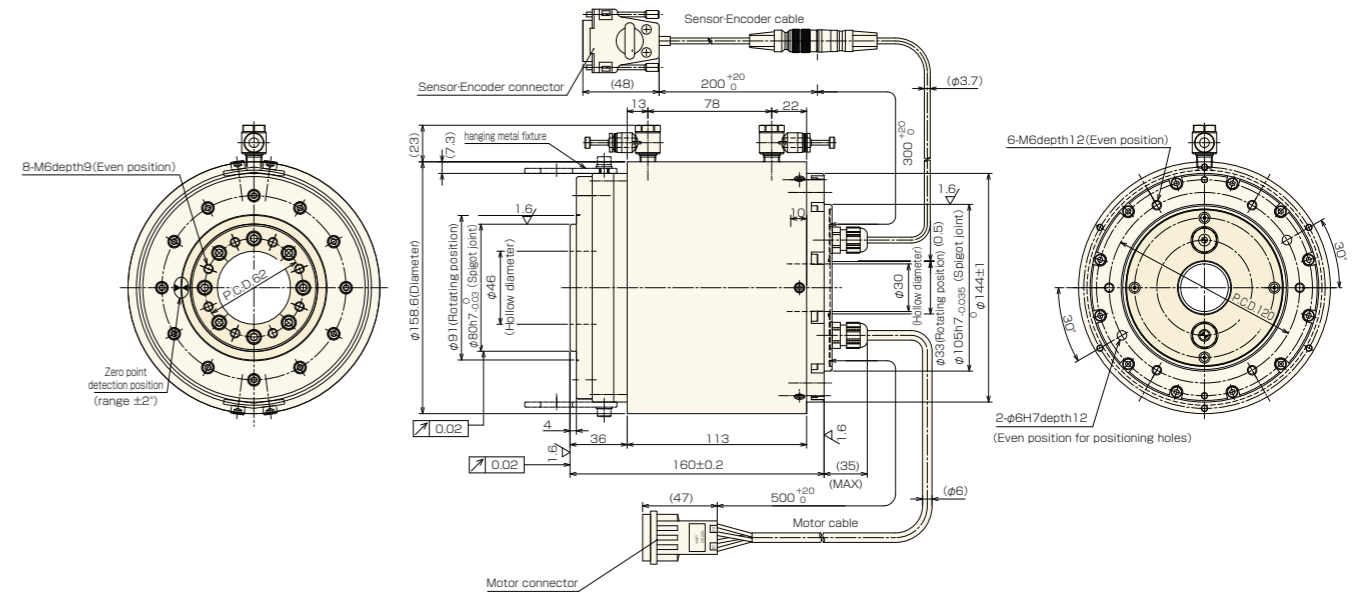 Sensor·Encoder cable
Sensor·Encoder connector
(48)
200 +20 0
(φ3.7)
13
78
22
(23)
(7.3)
hanging metal fixture
300 +20 0
8-M6depth9(Even position)
6-M6depth12(Even position)
1.6
1.6
10
φ158.6(Diameter)
φ91(Rotating position)
φ80h7 0 -0.03 (Spigot joint)
φ46
(Hollow diameter)
φ30
(Hollow diameter)
φ33(Rotating position) (0.5)
φ105h7 0 -0.035 (Spigot joint)
φ144±1
P.C.D.62
P.C.D.120
30°
30°
Zero point
detection position
(range ±2°)
0.02
0.02
4
36
113
1.6
1.6
160±0.2
(35)
(MAX)
2-φ6H7depth12
(Even position for positioning holes)
(47)
500 +20 0
(φ6)
Motor cable
Motor connector